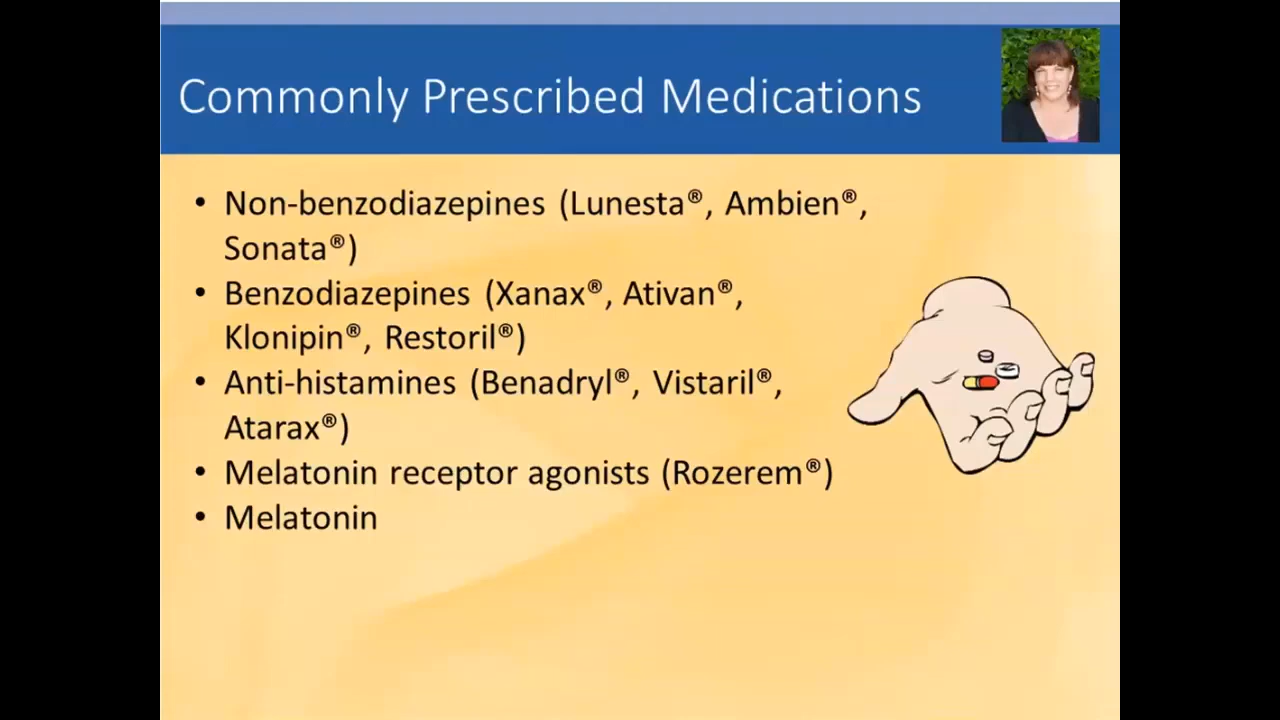 Commonly Prescribed Medications
• Non-benzodiazepines (Lunesta®, Ambien®,
Sonata®)
• Benzodiazepines (Xanax®, Ativan®,
Klonipin®, Restoril®)
• Anti-histamines (Benadryl®, Vistaril®,
Atarax®)
• Melatonin receptor agonists (Rozerem®)
• Melatonin